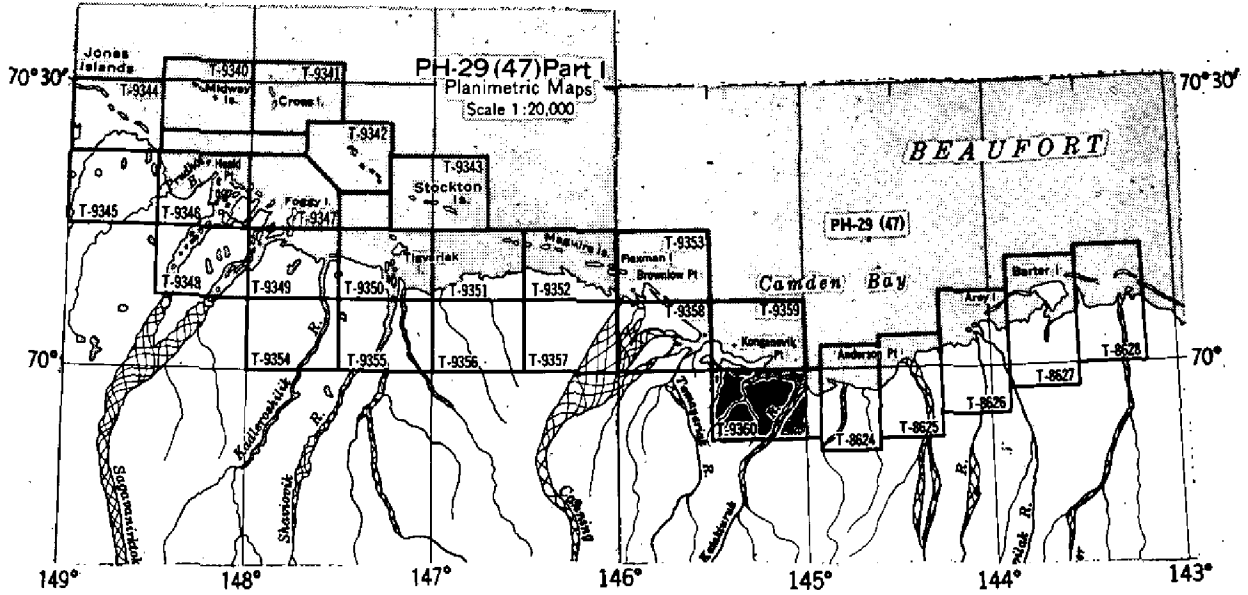 Jones
Islands
70° 30'
T-9344
T-9340
Midway
Is.
T-9341
Cross I.
PH-29 (47) Part I
Planimetric Maps
Scale 1:20,000
T-9342
T-9343
Stockton
Is.
70° 30'
BEAUFORT
PH-29 (47)
Camden Bay
T-9345
T-9346
Foggy I.
T-9347
T-9348
T-9349
T-9350
T-9351
Maguire Is.
T-9352
T-9353
Flaxman I.
Brownlow Pt
T-9358
T-9359
Konganevik
Pt
Anderson Pt
Arey I.
Barter I.
70°
T-9354
T-9355
T-9356
T-9357
T-9360
R.
T-8624
T-8625
T-8626
T-8627
T-8628
R.
70°
Kadleroshilik
R.
Shaviovik
R.
Canning
R.
R.
R.
149°
148°
147°
146°
145°
144°
143°